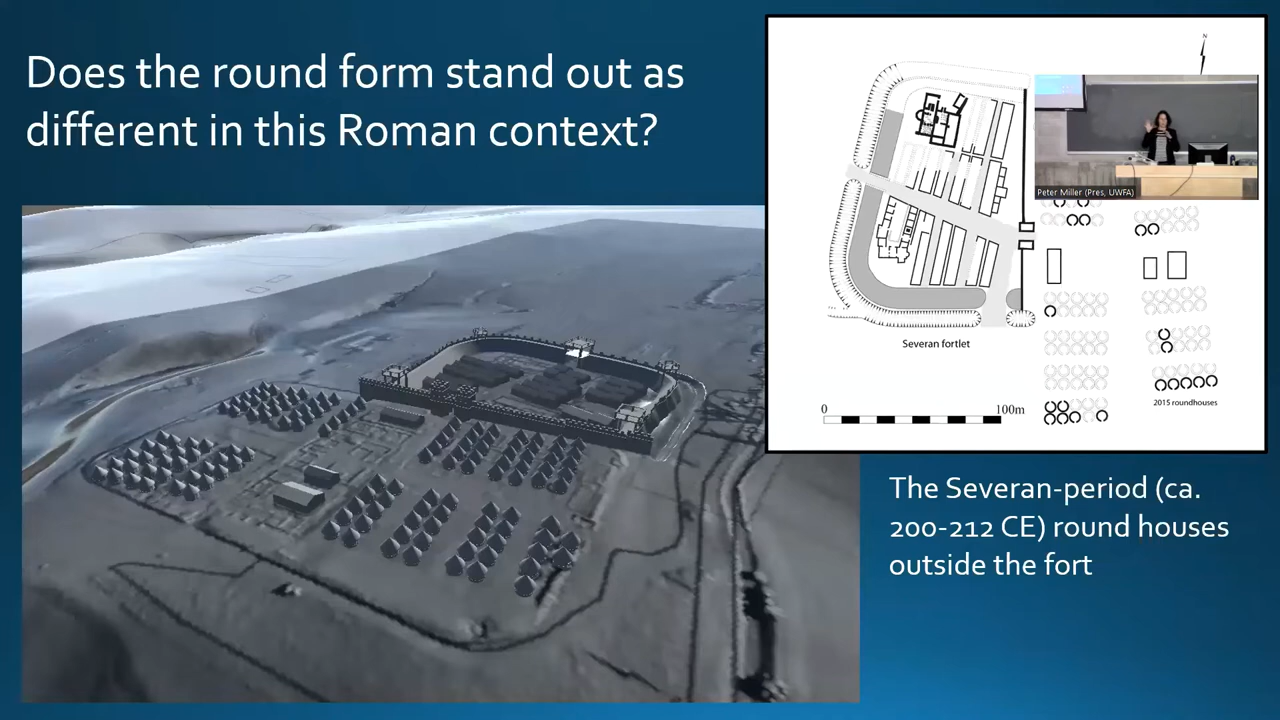 Does the round form stand out as
different in this Roman context?
N
Peter Miller (Pres, UWFA)
Severan fortlet
0 100m
2015 roundhouses
The Severan-period (ca.
200-212 CE) round houses
outside the fort